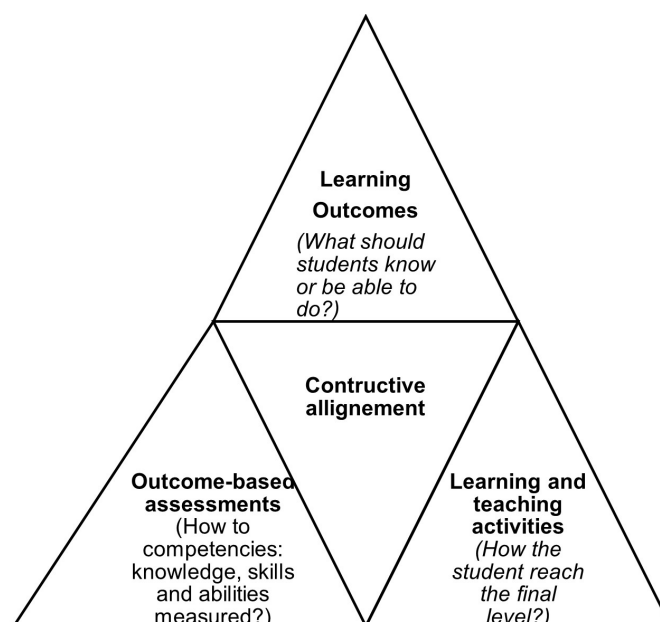 Learning
Outcomes
(What should
students know
or be able to
do?)
Contructive
allignement
Outcome-based
assessments
(How to
competencies:
knowledge, skills
and abilities
measured?)
Learning and
teaching
activities
(How the
student reach
the final
level?)